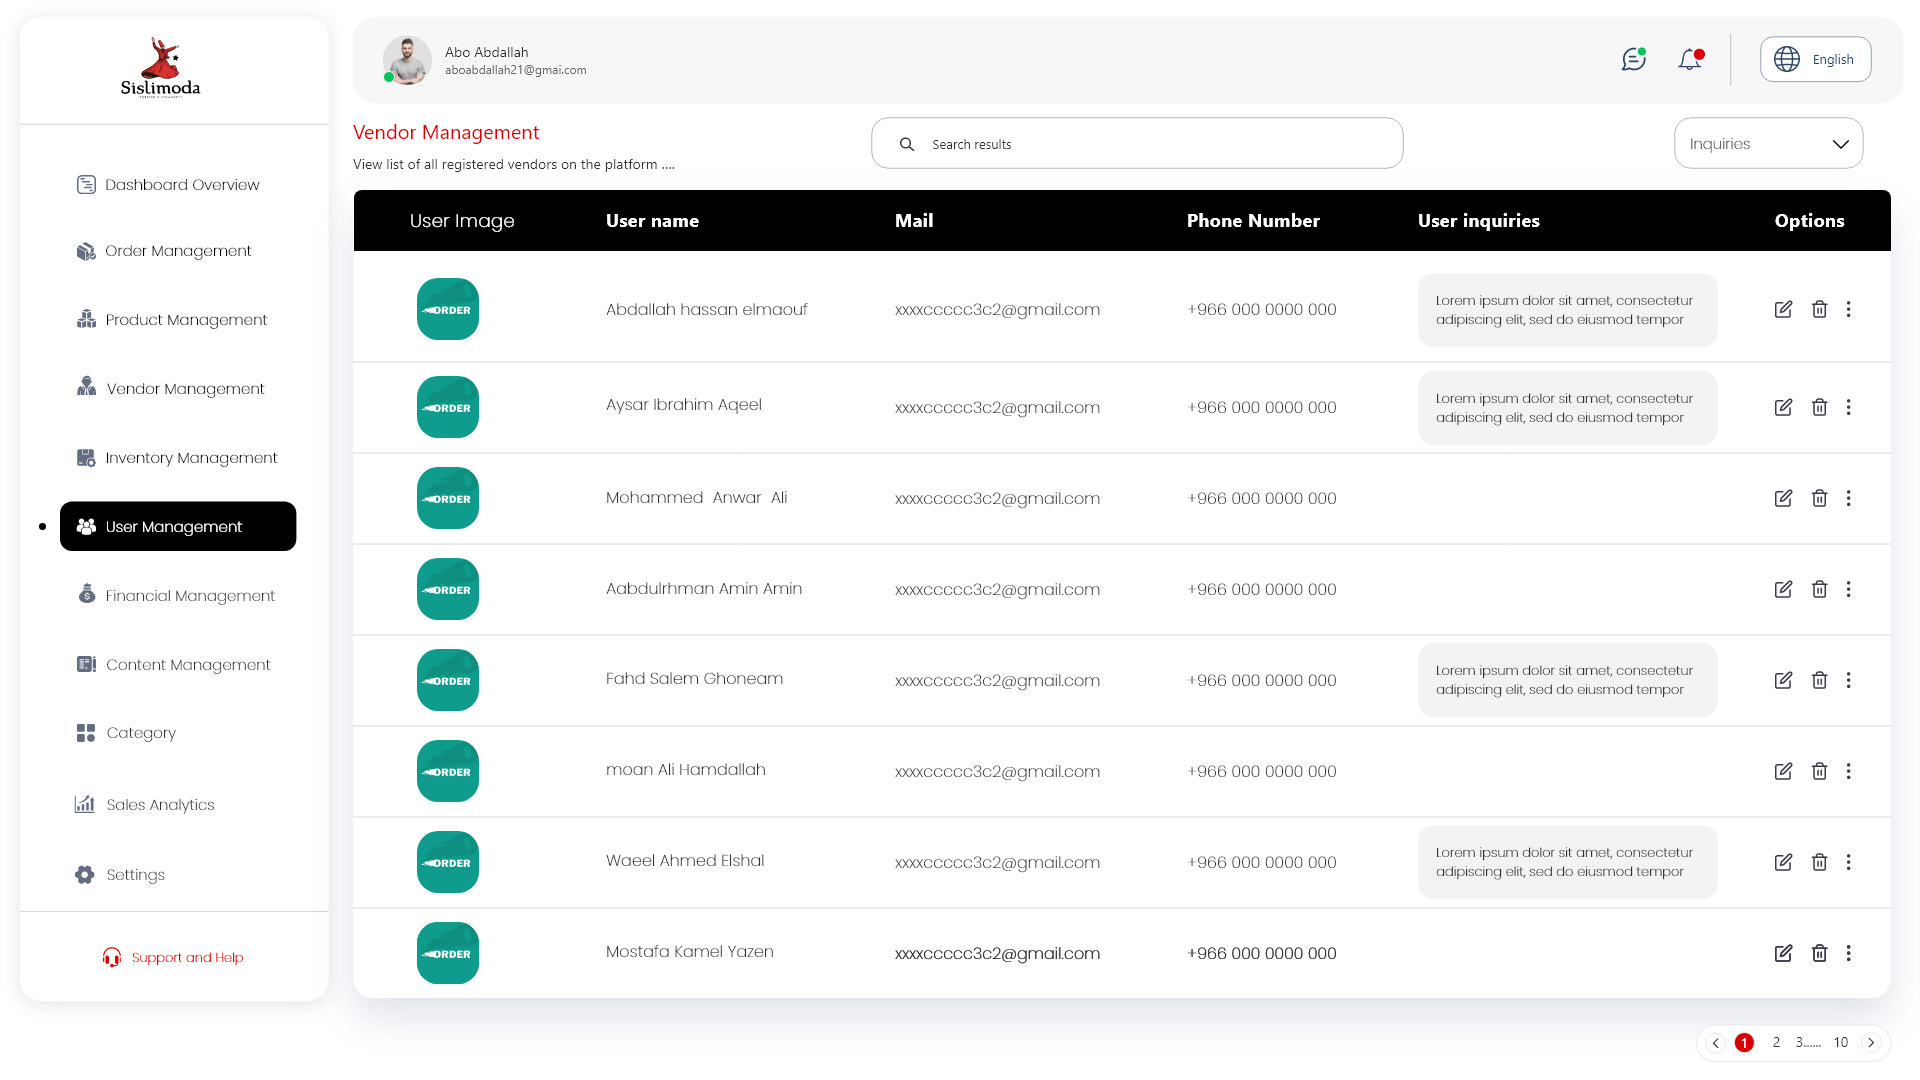 Sislimoda
Abo Abdallah
aboabdallah21@gmai.com
English
Vendor Management
View list of all registered vendors on the platform ....
Search results
Inquiries
Dashboard Overview
Order Management
Product Management
Vendor Management
Inventory Management
User Management
Financial Management
Content Management
Category
Sales Analytics
Settings
Support and Help
User Image User name Mail Phone Number User inquiries Options
ORDER Abdallah hassan elmaouf xxxxccccc3c2@gmail.com +966 000 0000 000
Lorem ipsum dolor sit amet, consectetur
adipiscing elit, sed do eiusmod tempor
ORDER Aysar Ibrahim Aqeel xxxxccccc3c2@gmail.com +966 000 0000 000
Lorem ipsum dolor sit amet, consectetur
adipiscing elit, sed do eiusmod tempor
ORDER Mohammed Anwar Ali xxxxccccc3c2@gmail.com +966 000 0000 000
ORDER Aabdulrhman Amin Amin xxxxccccc3c2@gmail.com +966 000 0000 000
ORDER Fahd Salem Ghoneam xxxxccccc3c2@gmail.com +966 000 0000 000
Lorem ipsum dolor sit amet, consectetur
adipiscing elit, sed do eiusmod tempor
ORDER moan Ali Hamdallah xxxxccccc3c2@gmail.com +966 000 0000 000
ORDER Waeel Ahmed Elshal xxxxccccc3c2@gmail.com +966 000 0000 000
Lorem ipsum dolor sit amet, consectetur
adipiscing elit, sed do eiusmod tempor
ORDER Mostafa Kamel Yazen xxxxccccc3c2@gmail.com +966 000 0000 000
1 2 3...... 10